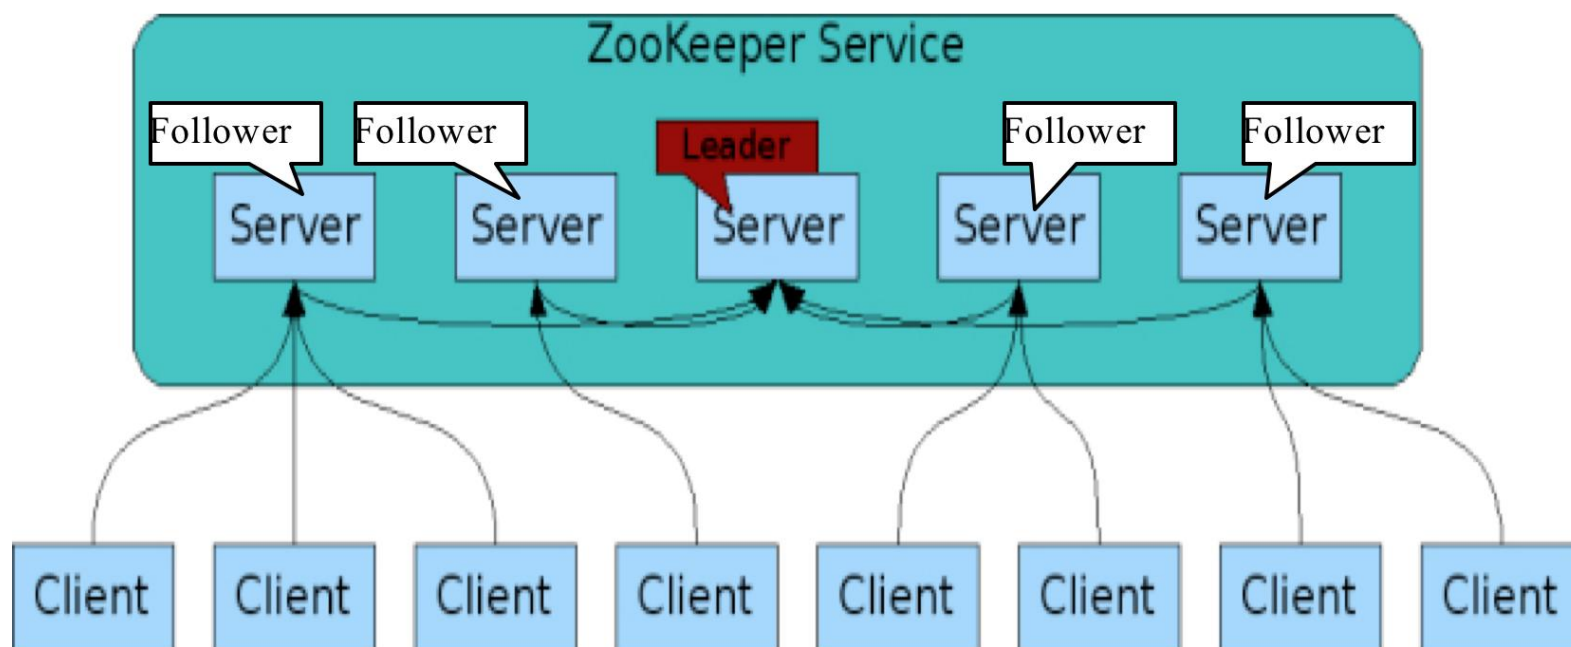 ZooKeeper Service
Follower
Follower
Leader
Follower
Follower
Server
Server
Server
Server
Server
Client
Client
Client
Client
Client
Client
Client
Client